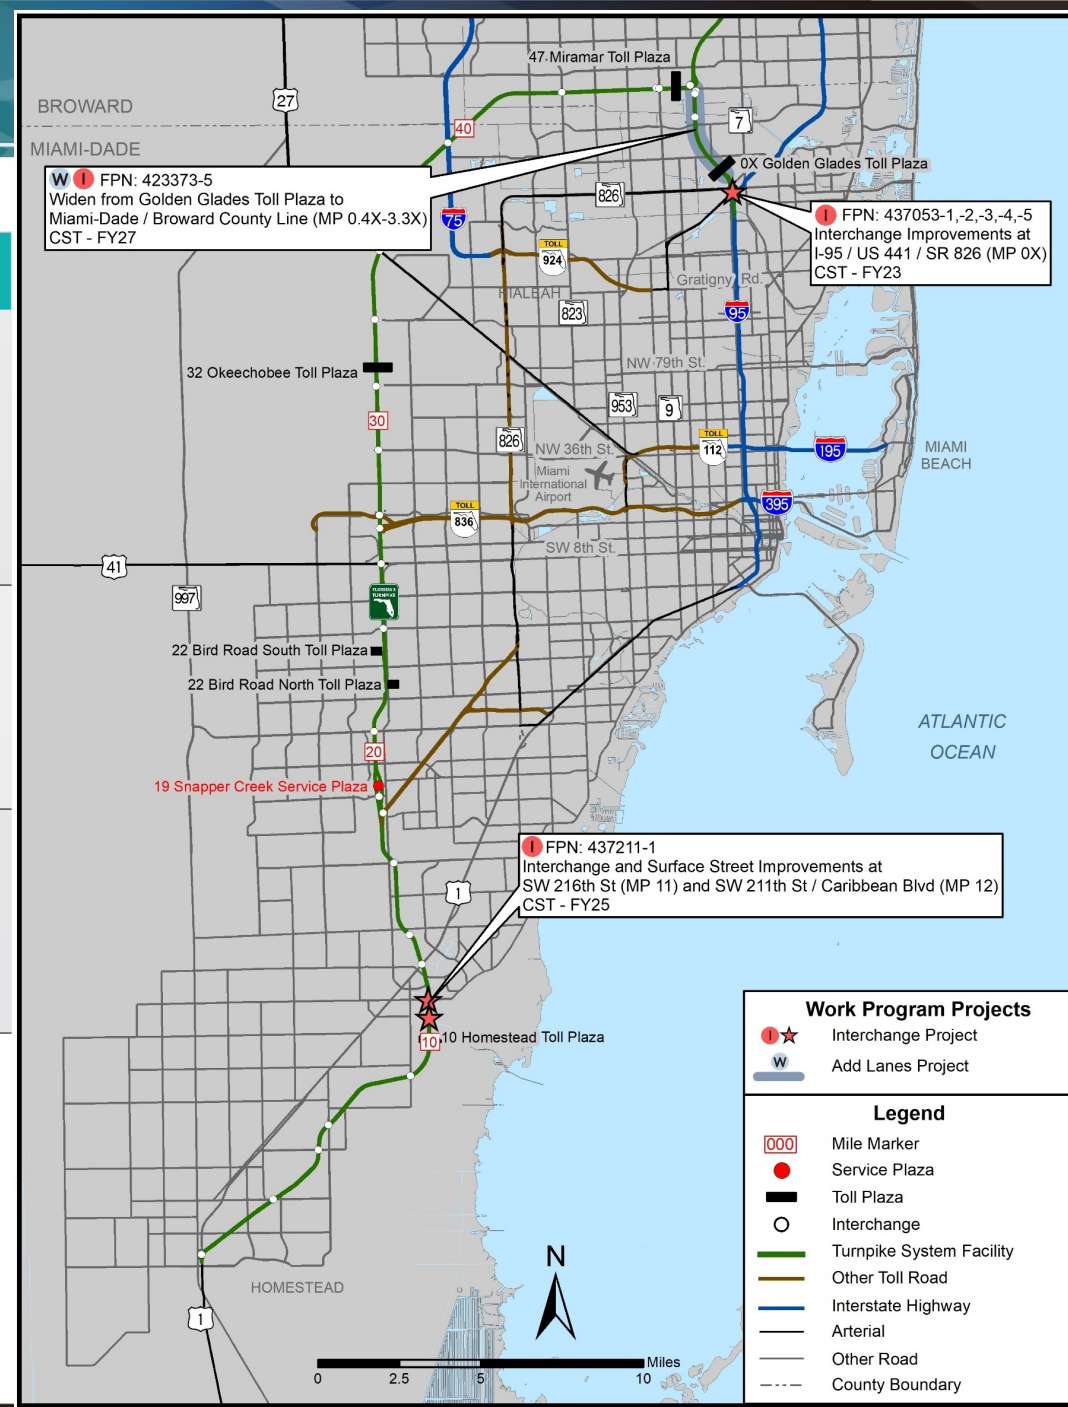 47 Miramar Toll Plaza
BROWARD
27
7
40
MIAMI-DADE
0X Golden Glades Toll Plaza
W I FPN: 423373-5
Widen from Golden Glades Toll Plaza to
Miami-Dade / Broward County Line (MP 0.4X-3.3X)
CST - FY27
826
75
I FPN: 437053-1,-2,-3,-4,-5
Interchange Improvements at
I-95 / US 441 / SR 826 (MP 0X)
CST - FY23
TOLL
924
Gratigny Rd.
HIALEAH
823
95
NW 79th St.
32 Okeechobee Toll Plaza
953
9
30
826
NW 36th St.
TOLL
112
195
MIAMI
BEACH
Miami
International
Airport
TOLL
836
395
SW 8th St.
41
997
FLORIDA'S
TURNPIKE
22 Bird Road South Toll Plaza
22 Bird Road North Toll Plaza
ATLANTIC
OCEAN
20
19 Snapper Creek Service Plaza
I FPN: 437211-1
Interchange and Surface Street Improvements at
SW 216th St (MP 11) and SW 211th St / Caribbean Blvd (MP 12)
CST - FY25
1
10
10 Homestead Toll Plaza
HOMESTEAD
1
N
Miles
0 2.5 5 10
Work Program Projects
I Interchange Project
W
Add Lanes Project
Legend
000 Mile Marker
Service Plaza
Toll Plaza
Interchange
Turnpike System Facility
Other Toll Road
Interstate Highway
Arterial
Other Road
County Boundary